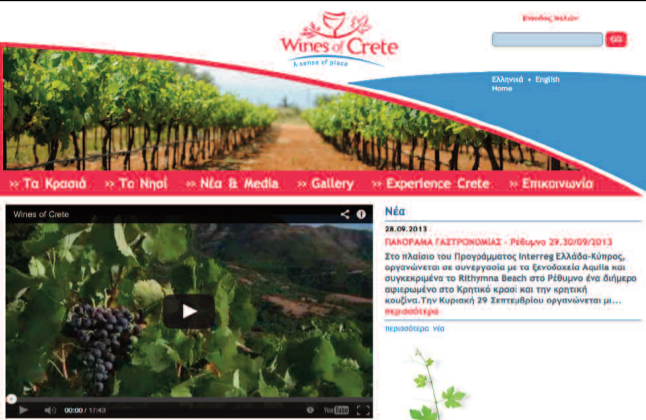 Wines of Crete
A sense of place
Είσοδος Μελών
GO
Ελληνικά • English
Home
>> Τα Κρασιά >> Το Νησί >> Νέα & Media >> Gallery >> Experience Crete >> Επικοινωνία
Wines of Crete
00:00 / 17:43
YouTube
Νέα
28.09.2013
ΠΑΝΟΡΑΜΑ ΓΑΣΤΡΟΝΟΜΙΑΣ - Ρέθυμνο 29.30/09/2013
Στο πλαίσιο του Προγράμματος Interreg Ελλάδα-Κύπρος,
οργανώνεται σε συνεργασία με τα ξενοδοχεία Aquila και
συγκεκριμένα το Rithymna Beach στο Ρέθυμνο ένα διήμερο
αφιερωμένο στο Κρητικό κρασί και την κρητική
κουζίνα.Την Κυριακή 29 Σεπτεμβρίου οργανώνεται μι...
περισσότερα
περισσότερα νέα